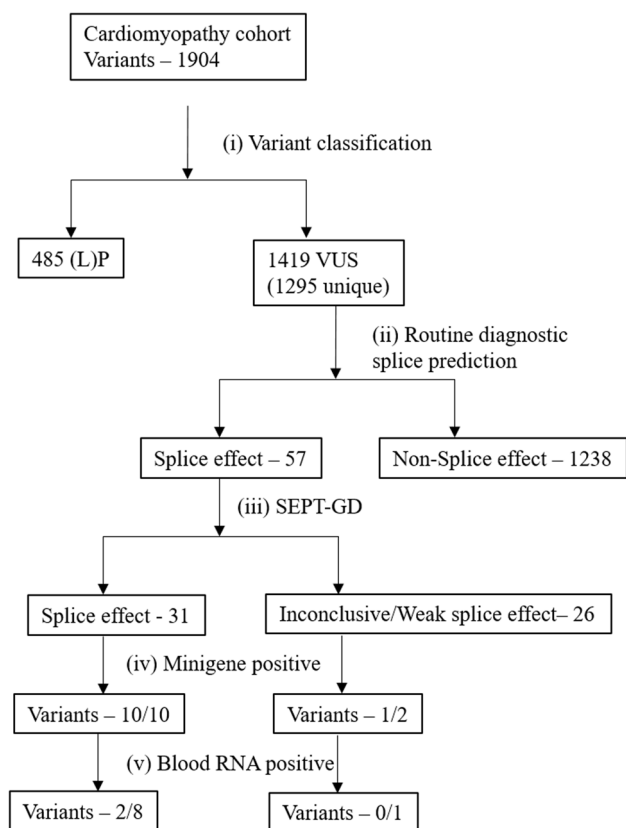 Cardiomyopathy cohort
Variants – 1904
(i) Variant classification
485 (L)P
1419 VUS
(1295 unique)
(ii) Routine diagnostic
splice prediction
Splice effect – 57
Non-Splice effect – 1238
(iii) SEPT-GD
Splice effect - 31
Inconclusive/Weak splice effect– 26
(iv) Minigene positive
Variants – 10/10
Variants – 1/2
(v) Blood RNA positive
Variants – 2/8
Variants – 0/1